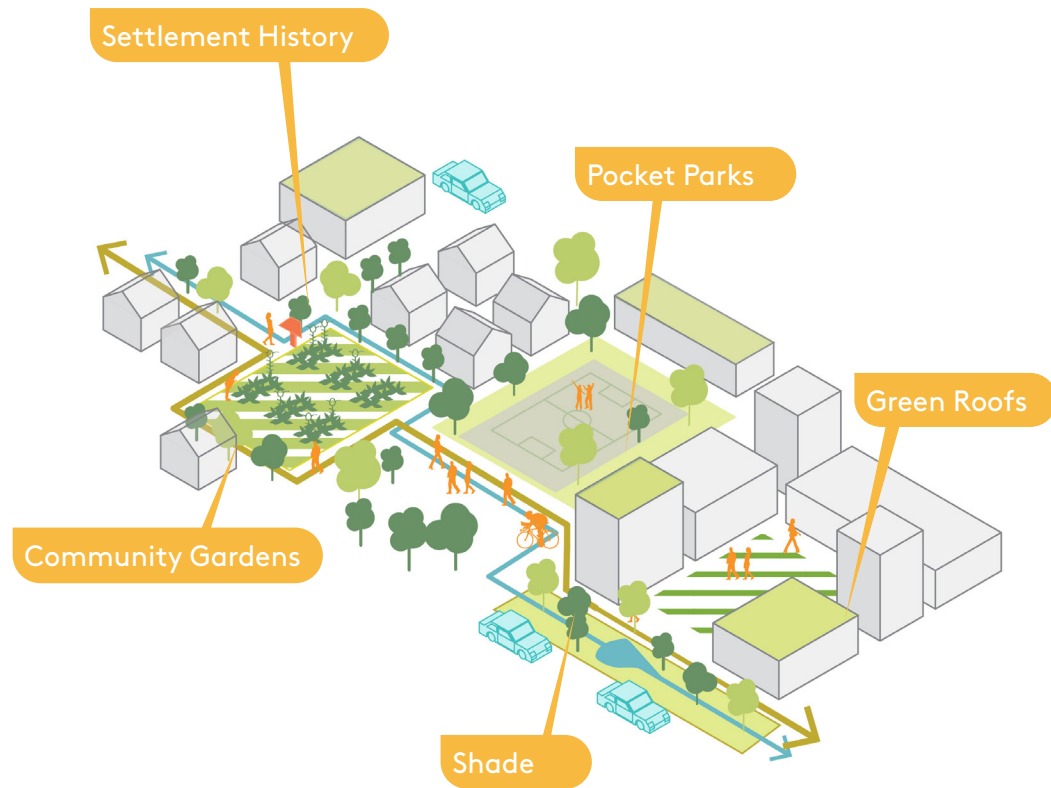 Settlement History
Pocket Parks
Green Roofs
Community Gardens
Shade